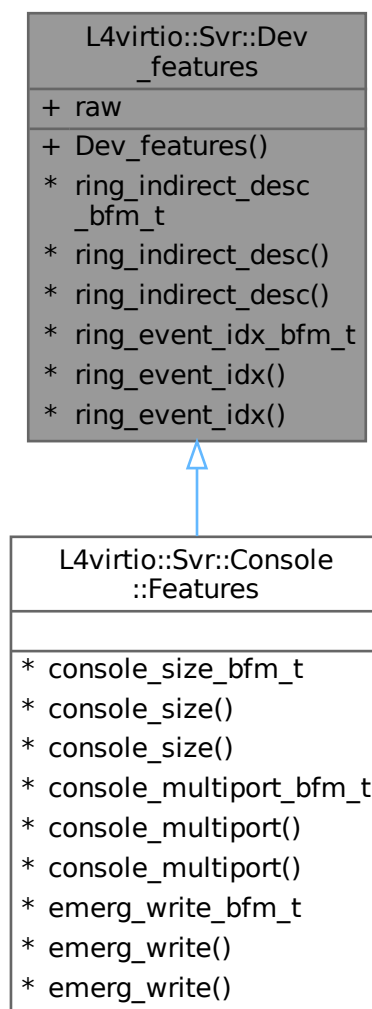 L4virtio::Svr::Dev
_features
+ raw
+ Dev_features()
* ring_indirect_desc
_bfm_t
* ring_indirect_desc()
* ring_indirect_desc()
* ring_event_idx_bfm_t
* ring_event_idx()
* ring_event_idx()
L4virtio::Svr::Console
::Features
* console_size_bfm_t
* console_size()
* console_size()
* console_multiport_bfm_t
* console_multiport()
* console_multiport()
* emerg_write_bfm_t
* emerg_write()
* emerg_write()